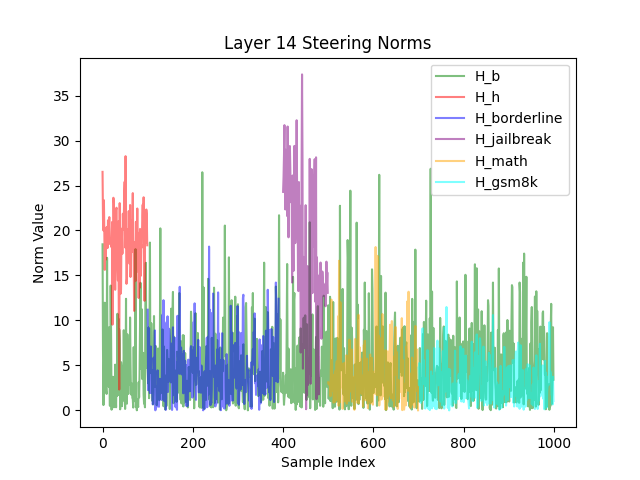 Layer 14 Steering Norms
H_b
H_h
H_borderline
H_jailbreak
H_math
H_gsm8k
Norm Value
35
30
25
20
15
10
5
0
0 200 400 600 800 1000
Sample Index